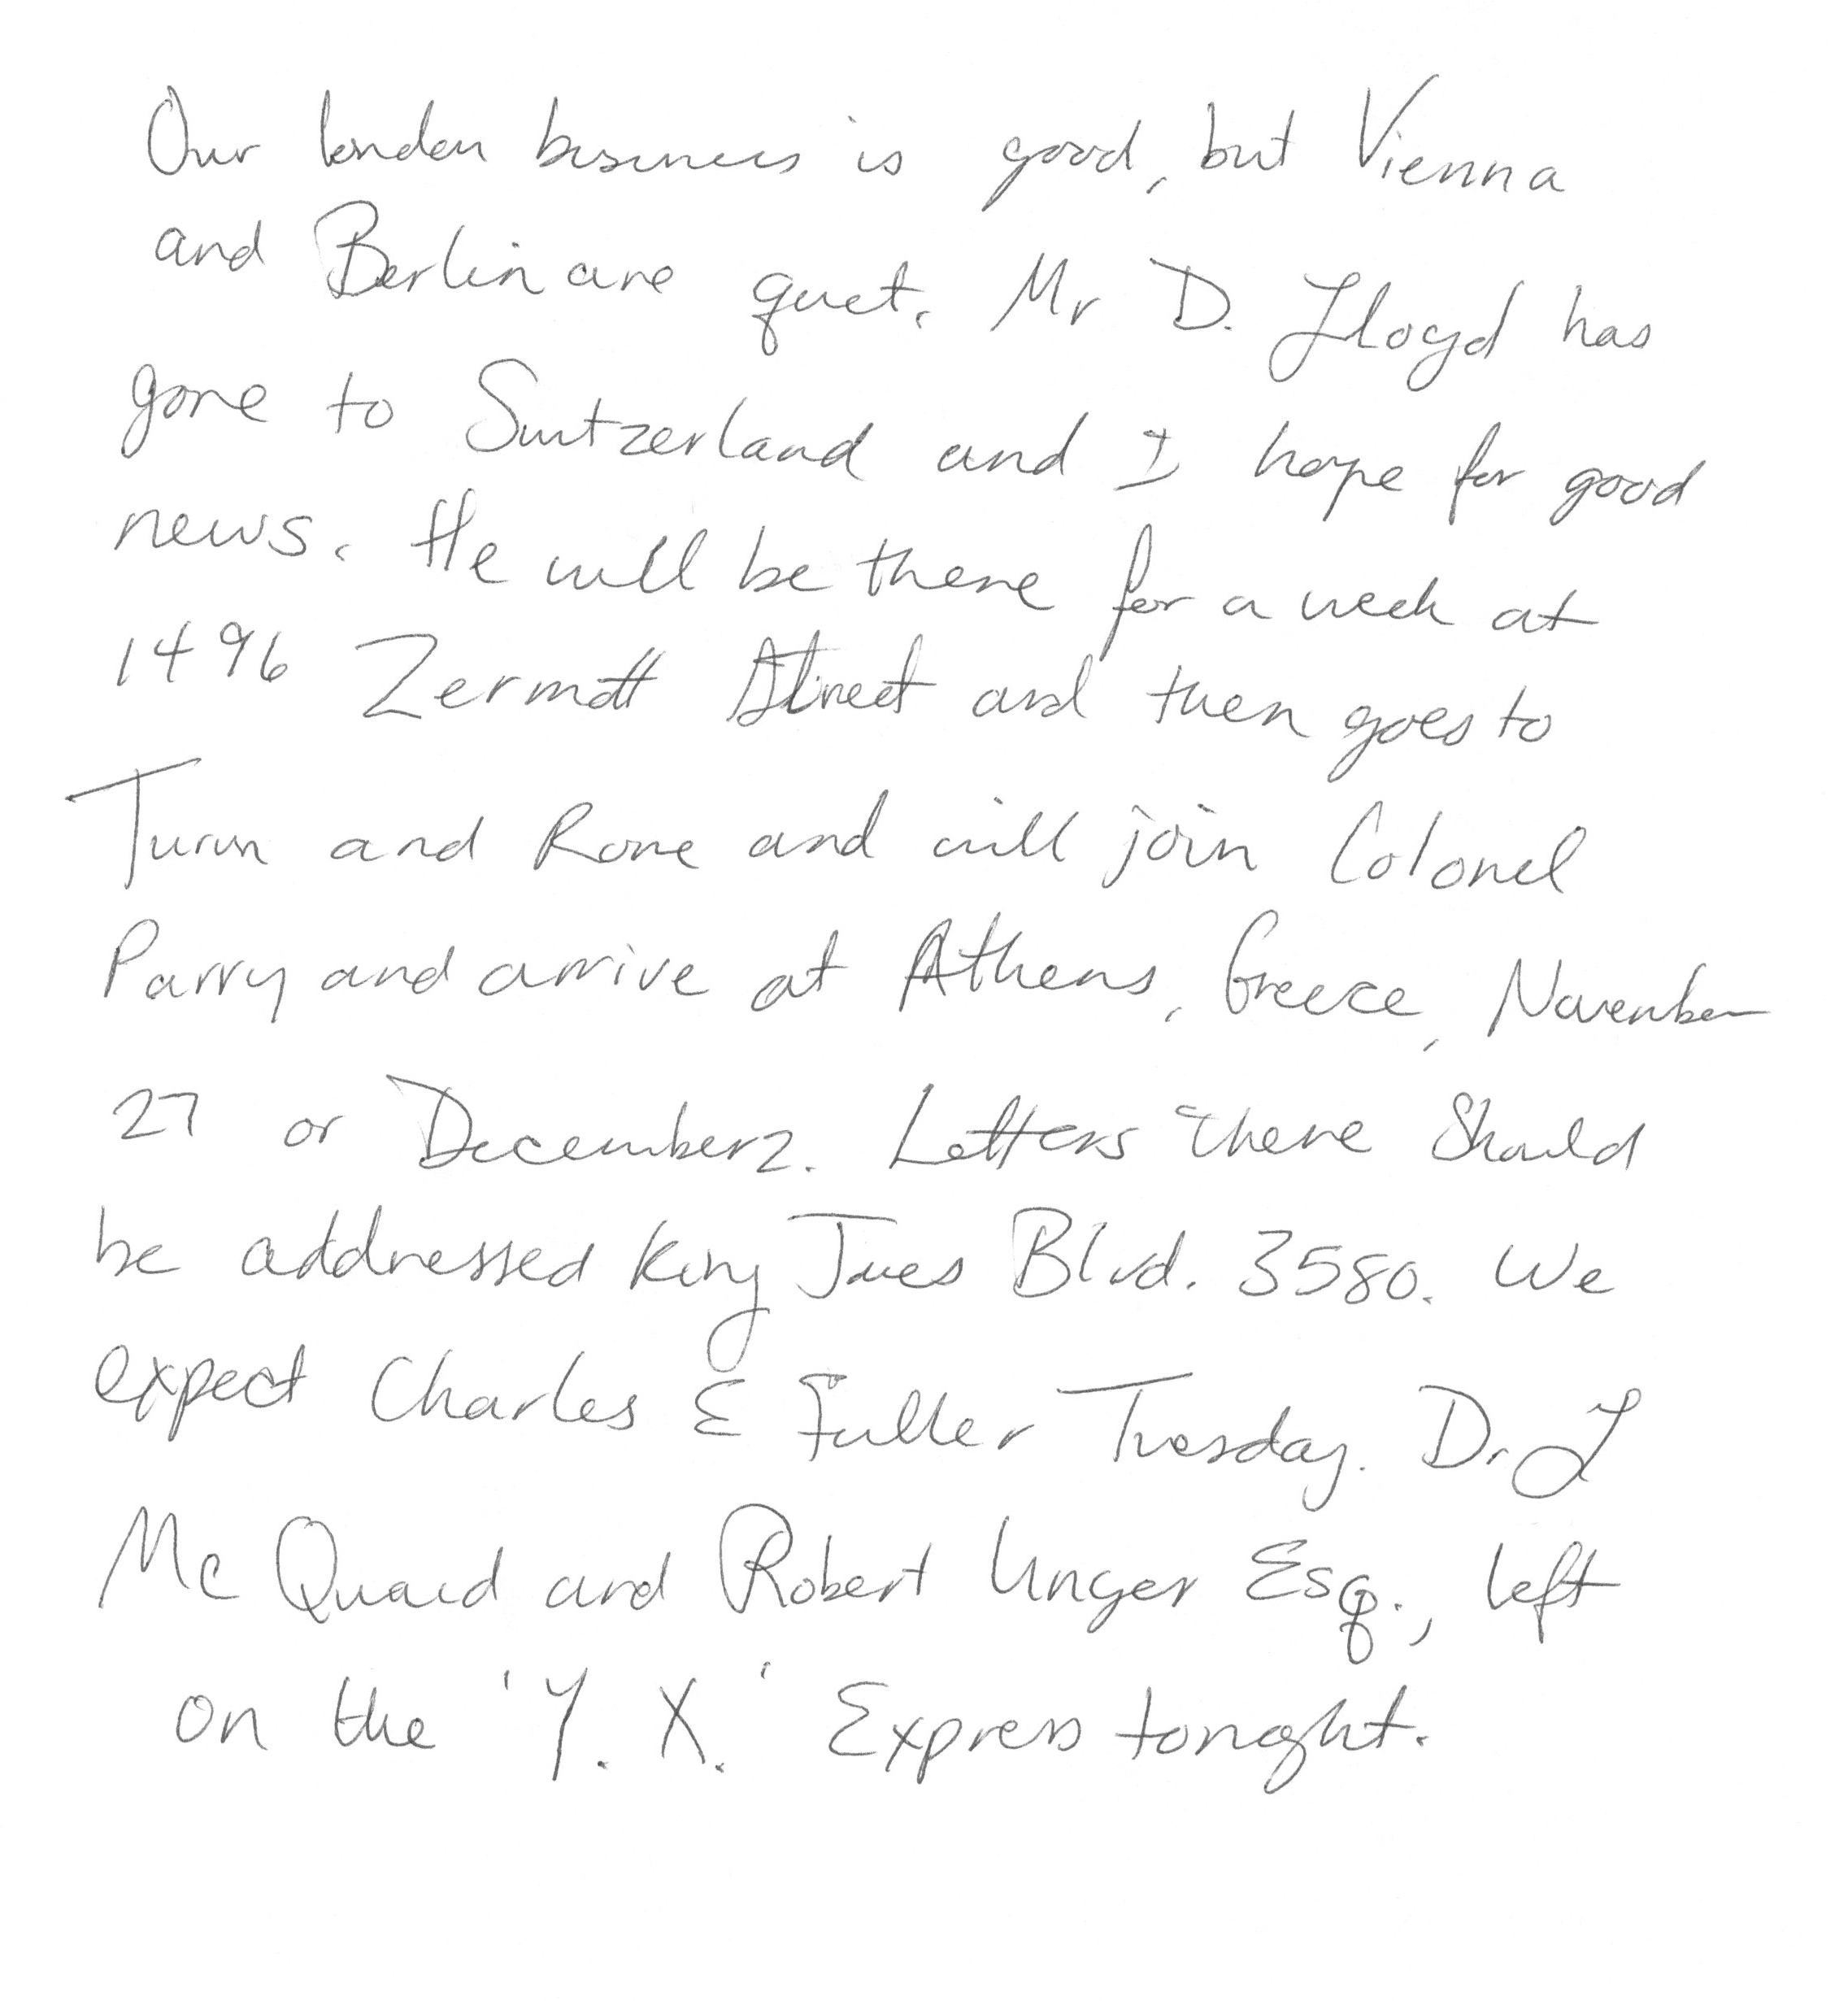 Our london business is good, but Vienna
and Berlin are quiet. Mr D. Lloyd has
gone to Switzerland and I hope for good
news. He will be there for a week at
1496 Zermott Street and then goes to
Turin and Rome and will join Colonel
Parry and arrive at Athens, Greece, November
27 or December 2. Letters there Should
be addressed King James Blvd. 3580. We
expect Charles E Fuller Tuesday. Dr. L
McQuaid and Robert Unger Esq., left
on the 'Y. X.' Express tonight.